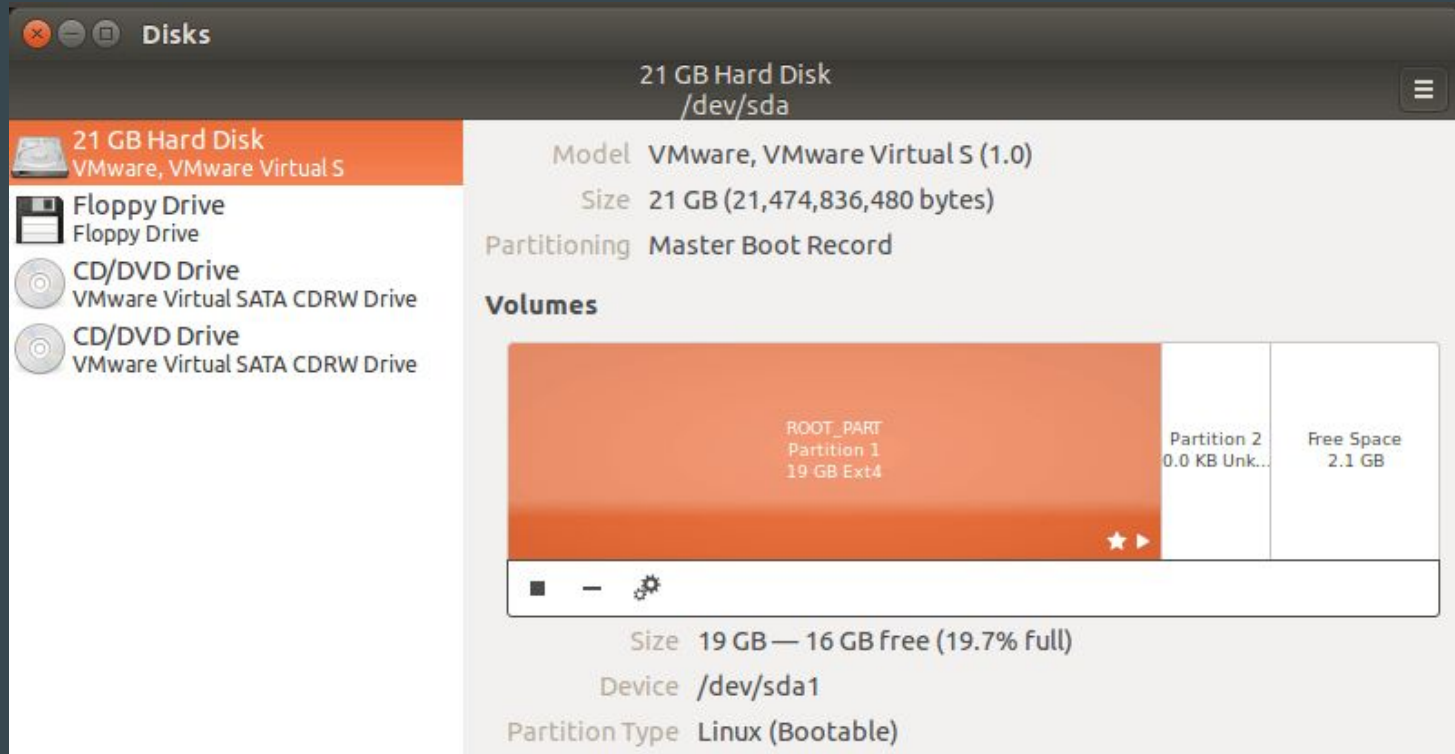 Disks
21 GB Hard Disk
/dev/sda
21 GB Hard Disk
VMware, VMware Virtual S
Floppy Drive
Floppy Drive
CD/DVD Drive
VMware Virtual SATA CDRW Drive
CD/DVD Drive
VMware Virtual SATA CDRW Drive
Model VMware, VMware Virtual S (1.0)
Size 21 GB (21,474,836,480 bytes)
Partitioning Master Boot Record
Volumes
ROOT_PART
Partition 1
19 GB Ext4
Partition 2
0.0 KB Unk...
Free Space
2.1 GB
Size 19 GB — 16 GB free (19.7% full)
Device /dev/sda1
Partition Type Linux (Bootable)